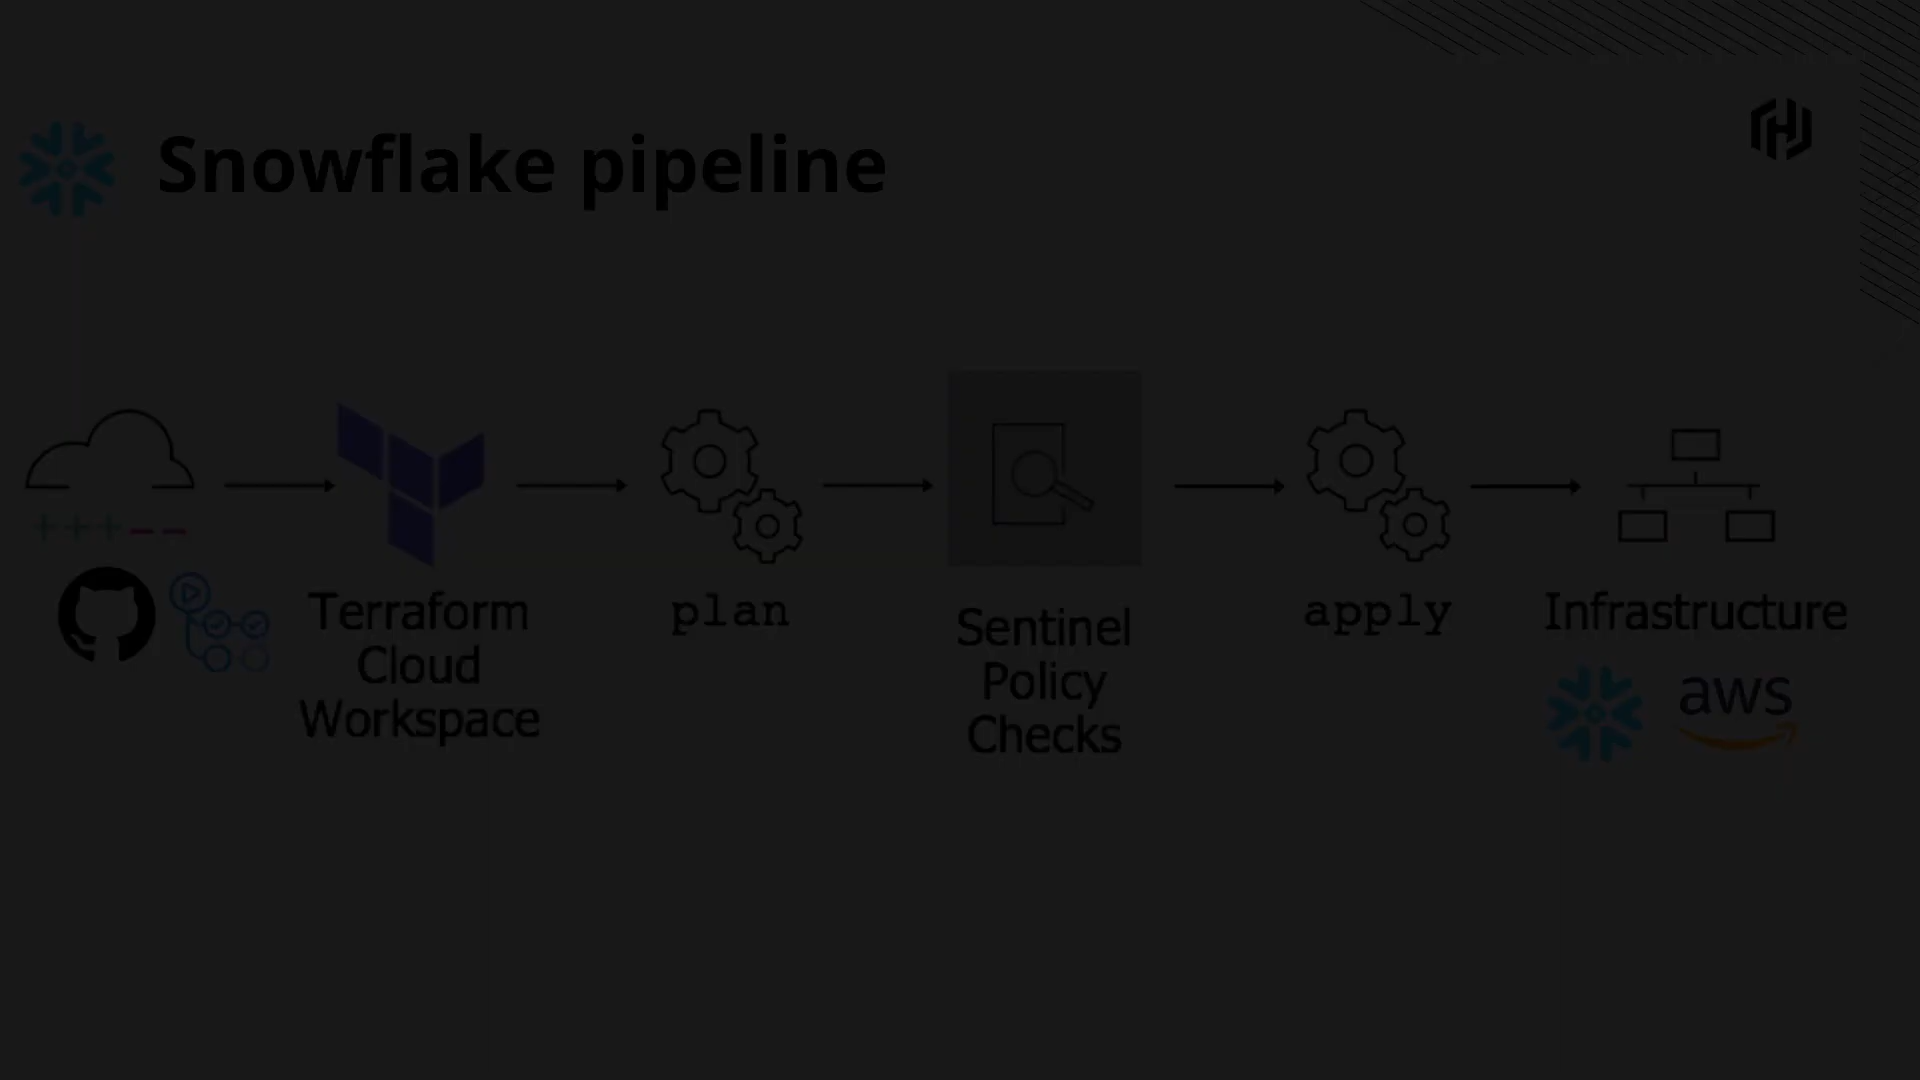 Snowflake pipeline
+ + + – –
Terraform
Cloud
Workspace
plan
Sentinel
Policy
Checks
apply
Infrastructure
aws